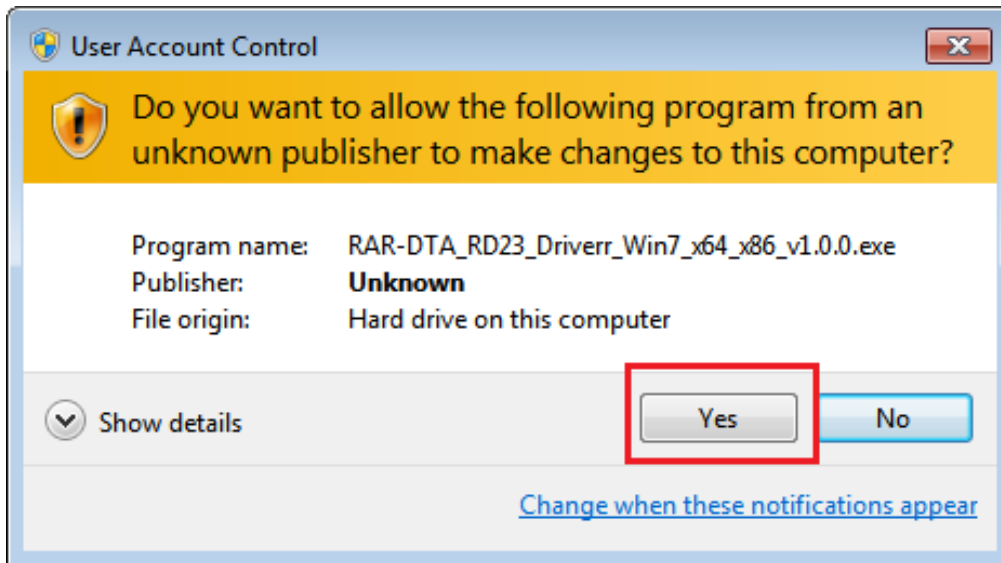 User Account Control
Do you want to allow the following program from an
unknown publisher to make changes to this computer?
Program name: RAR-DTA_RD23_Driverr_Win7_x64_x86_v1.0.0.exe
Publisher: Unknown
File origin: Hard drive on this computer
Show details Yes No
Change when these notifications appear